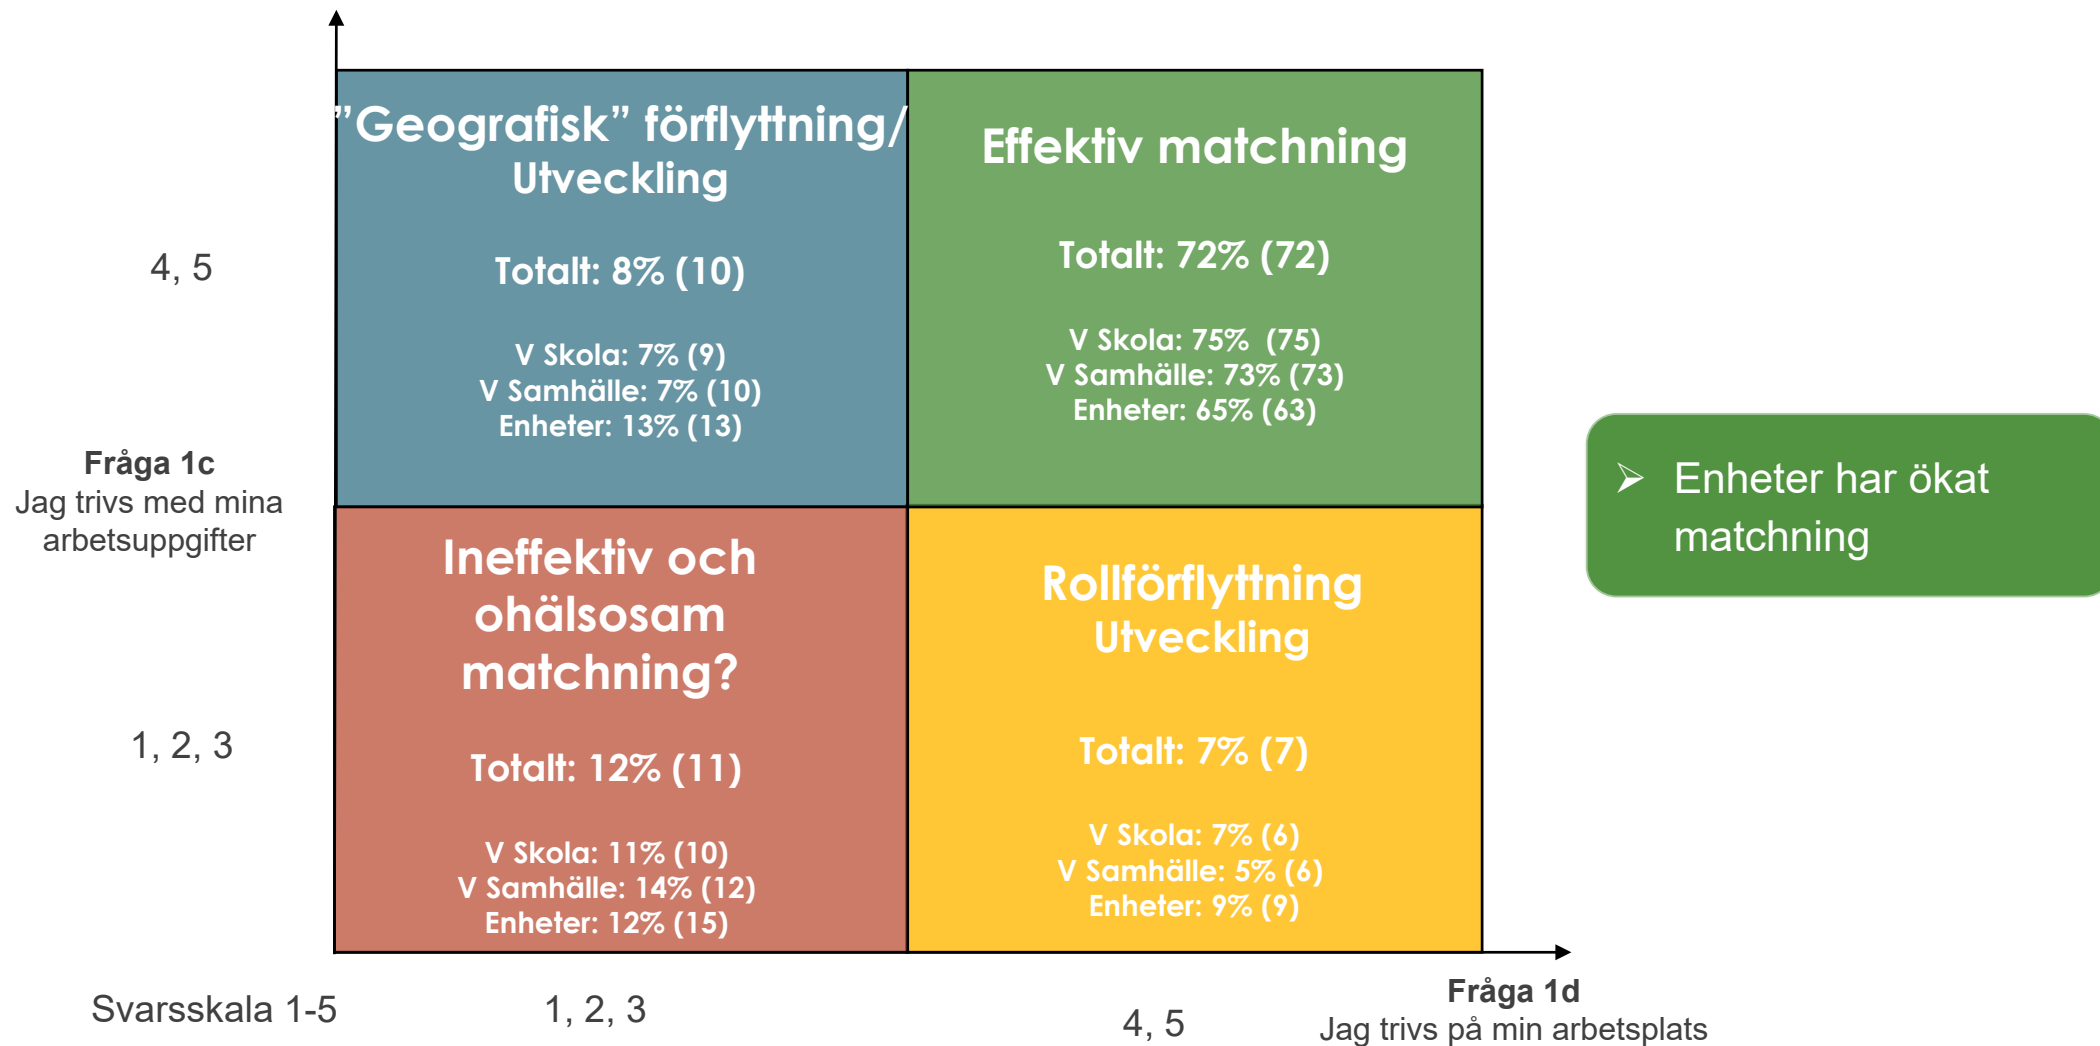 ”Geografisk” förflyttning/
Utveckling
Totalt: 8% (10)
V Skola: 7% (9)
V Samhälle: 7% (10)
Enheter: 13% (13)
Effektiv matchning
Totalt: 72% (72)
V Skola: 75%  (75)
V Samhälle: 73% (73)
Enheter: 65% (63)
4, 5
Fråga 1c
Jag trivs med mina
arbetsuppgifter
➢ Enheter har ökat
matchning
Ineffektiv och
ohälsosam
matchning?
Totalt: 12% (11)
V Skola: 11% (10)
V Samhälle: 14% (12)
Enheter: 12% (15)
Rollförflyttning
Utveckling
Totalt: 7% (7)
V Skola: 7% (6)
V Samhälle: 5% (6)
Enheter: 9% (9)
1, 2, 3
Svarsskala 1-5
1, 2, 3
4, 5
Fråga 1d
Jag trivs på min arbetsplats